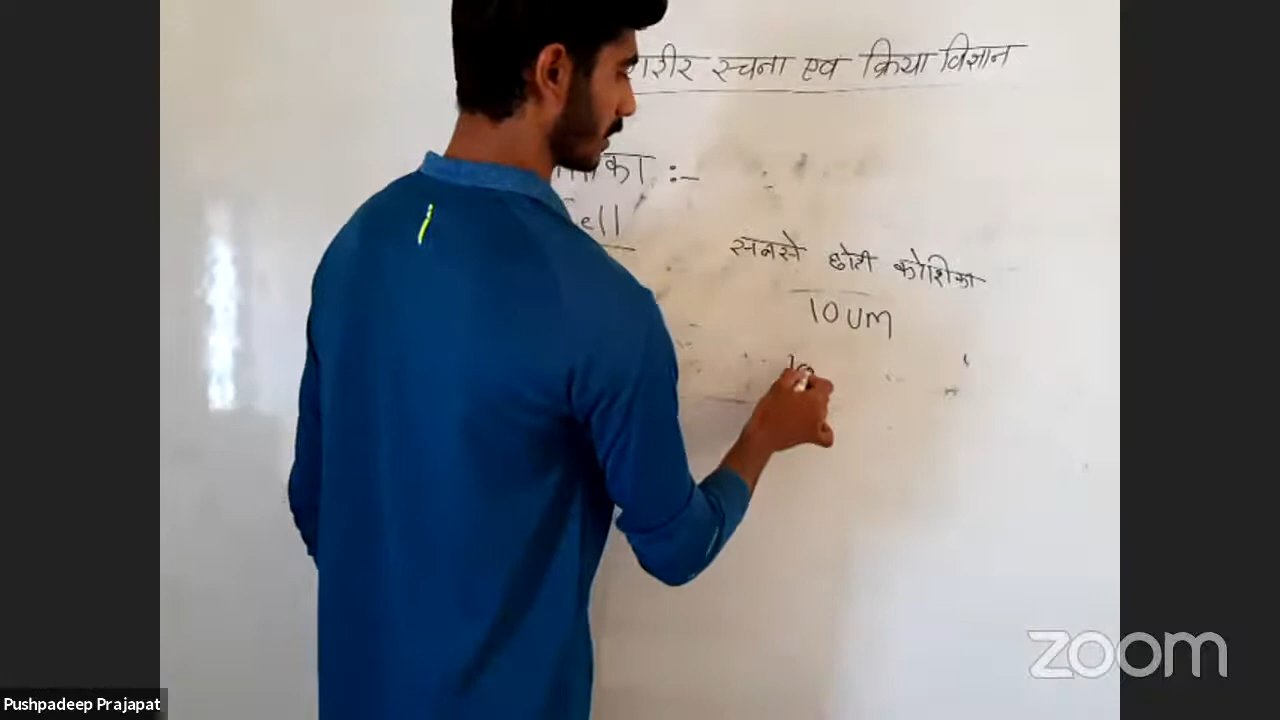 शरीर रचना एवं क्रिया विज्ञान
:-
Cell
सबसे छोटी कोशिका
10 um
zoom
Pushpadeep Prajapat